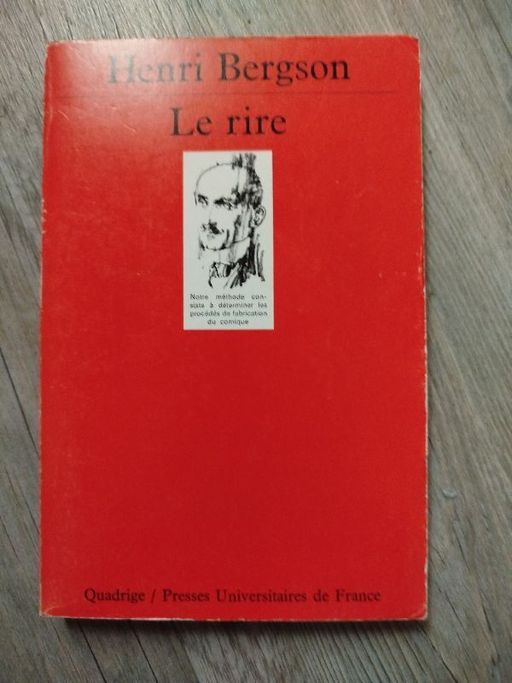 Henri Bergson
Le rire
Notre méthode con-
siste à déterminer les
procédés de fabrication
du comique
Quadrige / Presses Universitaires de France